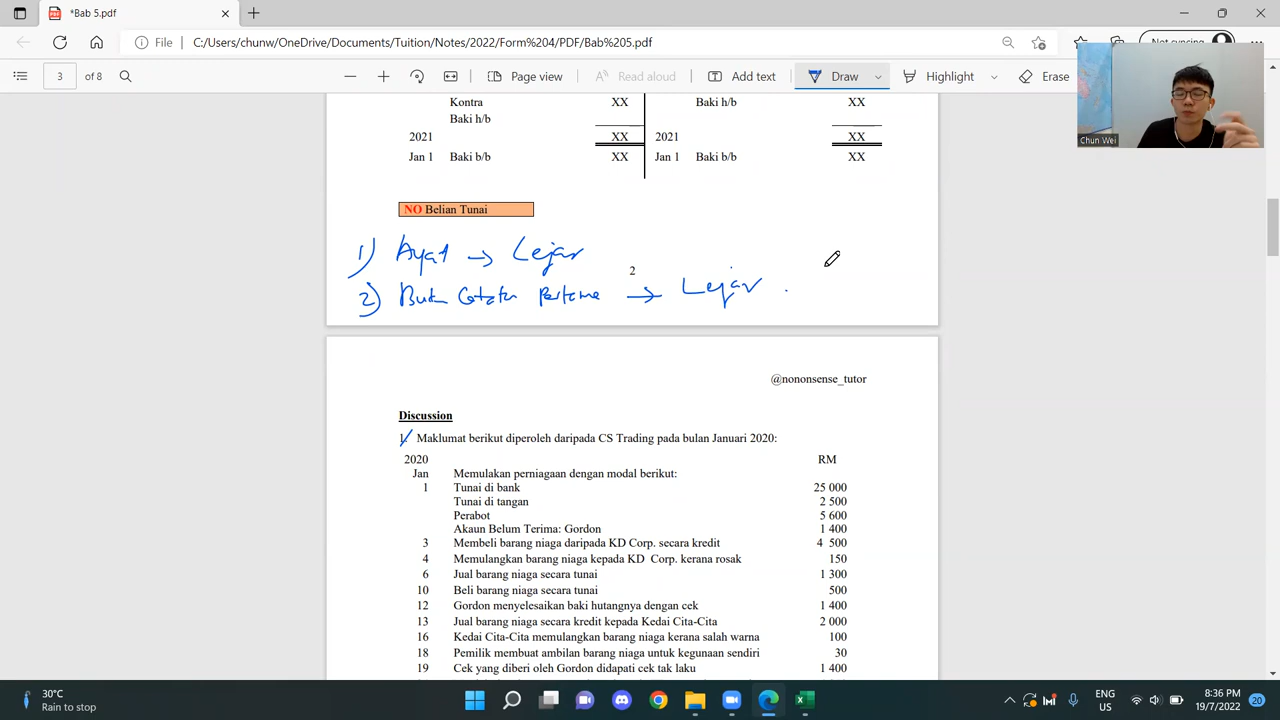 *Bab 5.pdf
File C:/Users/chunw/OneDrive/Documents/Tuition/Notes/2022/Form%204/PDF/Bab%205.pdf Not syncing
3 of 8 Page view Read aloud Add text Draw Highlight Erase
Kontra XX Baki h/b XX
Baki h/b
2021 XX 2021 XX
Jan 1 Baki b/b XX Jan 1 Baki b/b XX
Chun Wei
NO Belian Tunai
1) Ayat → Lejar
2
2) Buku Catatan Pertama → Lejar
@nononsense_tutor
Discussion
1. Maklumat berikut diperoleh daripada CS Trading pada bulan Januari 2020:
2020 RM
Jan Memulakan perniagaan dengan modal berikut:
1 Tunai di bank 25 000
Tunai di tangan 2 500
Perabot 5 600
Akaun Belum Terima: Gordon 1 400
3 Membeli barang niaga daripada KD Corp. secara kredit 4 500
4 Memulangkan barang niaga kepada KD Corp. kerana rosak 150
6 Jual barang niaga secara tunai 1 300
10 Beli barang niaga secara tunai 500
12 Gordon menyelesaikan baki hutangnya dengan cek 1 400
13 Jual barang niaga secara kredit kepada Kedai Cita-Cita 2 000
16 Kedai Cita-Cita memulangkan barang niaga kerana salah warna 100
18 Pemilik membuat ambilan barang niaga untuk kegunaan sendiri 30
19 Cek yang diberi oleh Gordon didapati cek tak laku 1 400
30°C
Rain to stop
ENG
US
8:36 PM
19/7/2022
20